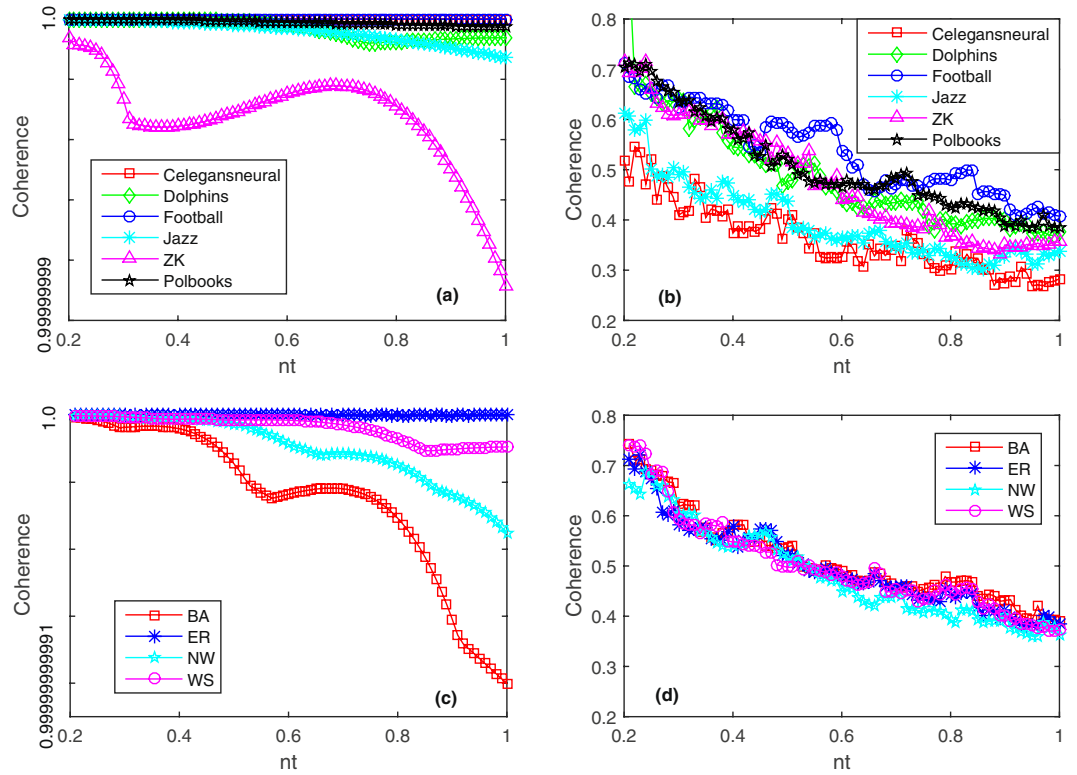 1.0
Coherence
0.99999999
Celegansneural
Dolphins
Football
Jazz
ZK
Polbooks
(a)
0.2 0.4 0.6 0.8 1
nt
0.8
0.7
0.6
0.5
0.4
0.3
0.2
Coherence
Celegansneural
Dolphins
Football
Jazz
ZK
Polbooks
(b)
0.2 0.4 0.6 0.8 1
nt
1.0
Coherence
0.99999999991
BA
ER
NW
WS
(c)
0.2 0.4 0.6 0.8 1
nt
0.8
0.7
0.6
0.5
0.4
0.3
0.2
Coherence
BA
ER
NW
WS
(d)
0.2 0.4 0.6 0.8 1
nt